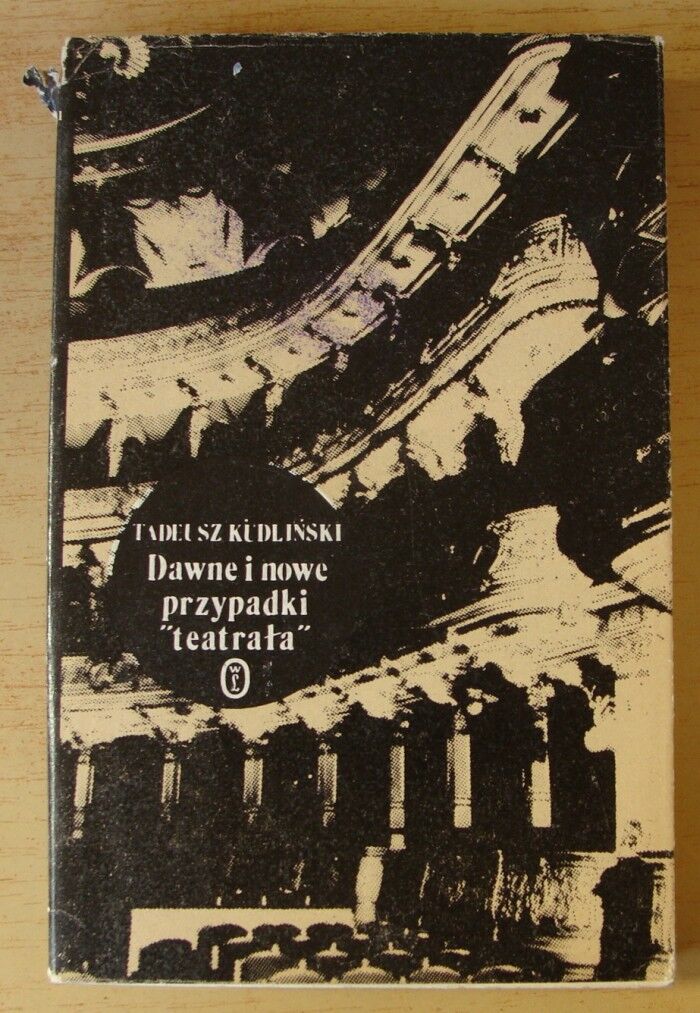 TADEUSZ KUDLIŃSKI
Dawne i nowe
przypadki
"teatrała"
WL